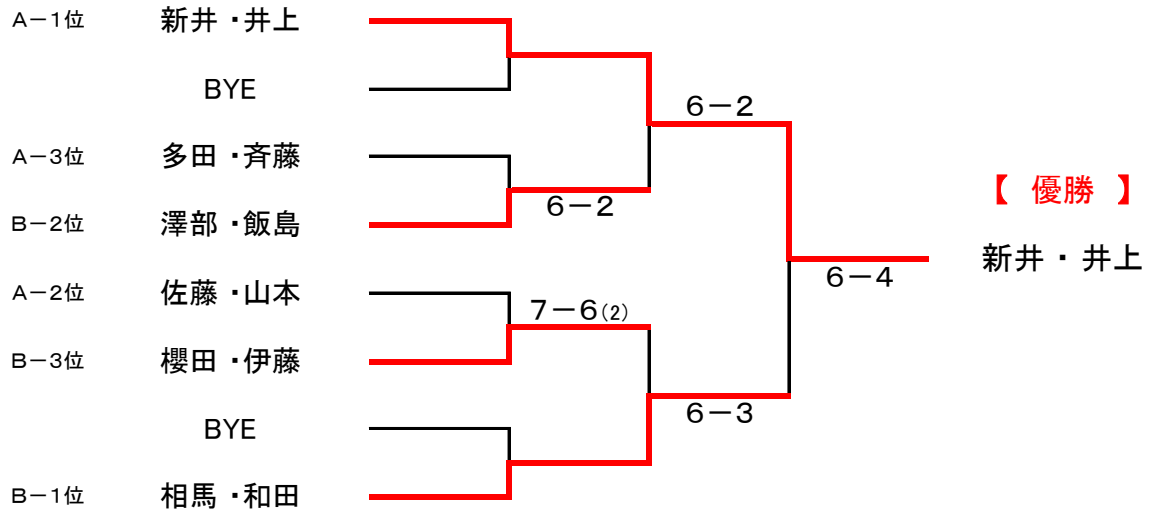 A-1位 新井・井上
BYE
6-2
A-3位 多田・斉藤
【 優勝 】
6-2
B-2位 澤部・飯島
新井・井上
6-4
A-2位 佐藤・山本
7-6(2)
B-3位 櫻田・伊藤
6-3
BYE
B-1位 相馬・和田